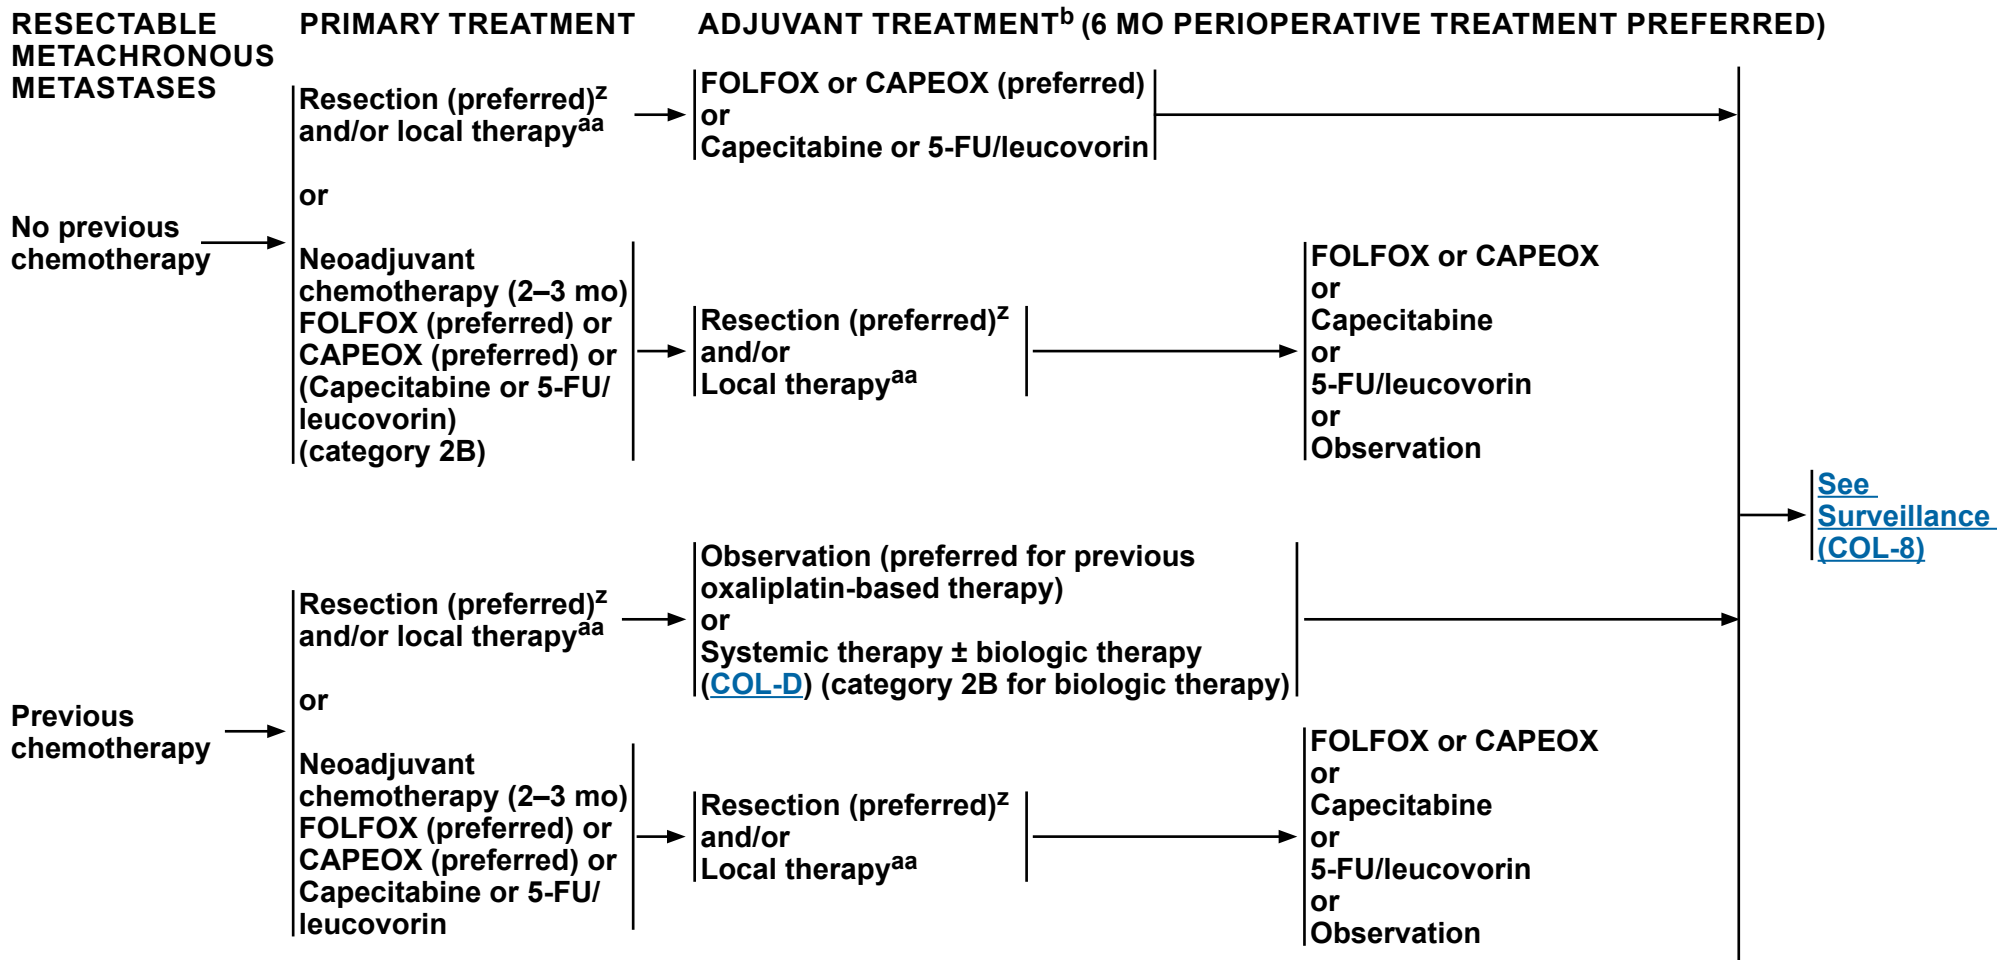 RESECTABLE
METACHRONOUS
METASTASES
PRIMARY TREATMENT
ADJUVANT TREATMENTb (6 MO PERIOPERATIVE TREATMENT PREFERRED)
No previous
chemotherapy
Resection (preferred)z
and/or local therapyaa
or
Neoadjuvant
chemotherapy (2–3 mo)
FOLFOX (preferred) or
CAPEOX (preferred) or
(Capecitabine or 5-FU/
leucovorin)
(category 2B)
FOLFOX or CAPEOX (preferred)
or
Capecitabine or 5-FU/leucovorin
Resection (preferred)z
and/or
Local therapyaa
FOLFOX or CAPEOX
or
Capecitabine
or
5-FU/leucovorin
or
Observation
Previous
chemotherapy
Resection (preferred)z
and/or local therapyaa
or
Neoadjuvant
chemotherapy (2–3 mo)
FOLFOX (preferred) or
CAPEOX (preferred) or
Capecitabine or 5-FU/
leucovorin
Observation (preferred for previous
oxaliplatin-based therapy)
or
Systemic therapy ± biologic therapy
(COL-D) (category 2B for biologic therapy)
Resection (preferred)z
and/or
Local therapyaa
FOLFOX or CAPEOX
or
Capecitabine
or
5-FU/leucovorin
or
Observation
See
Surveillance
(COL-8)